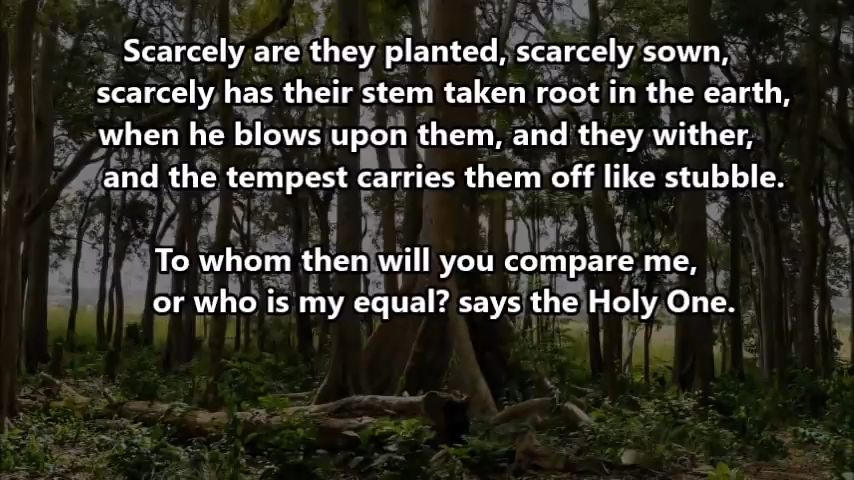 Scarcely are they planted, scarcely sown,
scarcely has their stem taken root in the earth,
when he blows upon them, and they wither,
and the tempest carries them off like stubble.
To whom then will you compare me,
or who is my equal? says the Holy One.